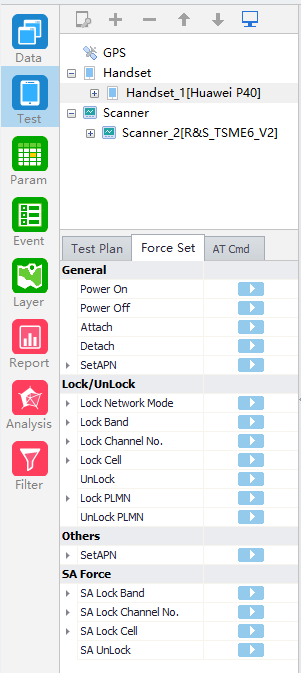 Data
Test
Param
Event
Layer
Report
Analysis
Filter
GPS
Handset
Handset_1[Huawei P40]
Scanner
Scanner_2[R&S_TSME6_V2]
Test Plan Force Set AT Cmd
General
Power On
Power Off
Attach
Detach
SetAPN
Lock/UnLock
Lock Network Mode
Lock Band
Lock Channel No.
Lock Cell
UnLock
Lock PLMN
UnLock PLMN
Others
SetAPN
SA Force
SA Lock Band
SA Lock Channel No.
SA Lock Cell
SA UnLock